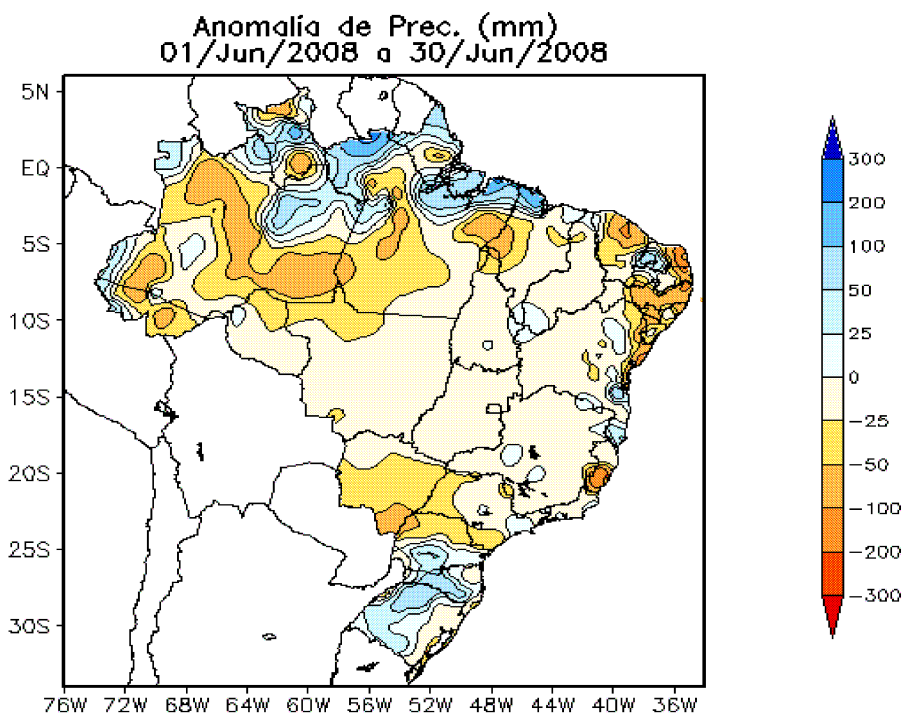 Anomalía de Prec. (mm)
01/Jun/2008 a 30/Jun/2008
5N
EQ
5S
10S
15S
20S
25S
30S
76W 72W 68W 64W 60W 56W 52W 48W 44W 40W 36W
300
200
100
50
25
0
-25
-50
-100
-200
-300